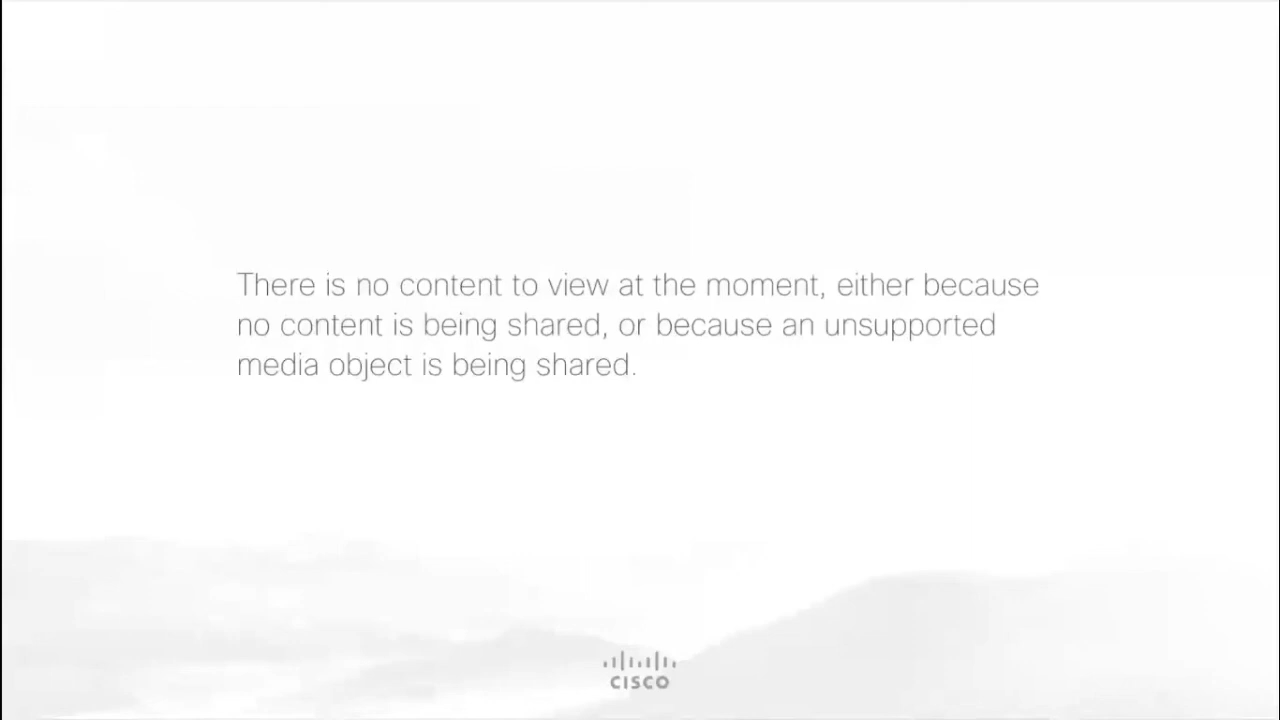 There is no content to view at the moment, either because
no content is being shared, or because an unsupported
media object is being shared.
CISCO